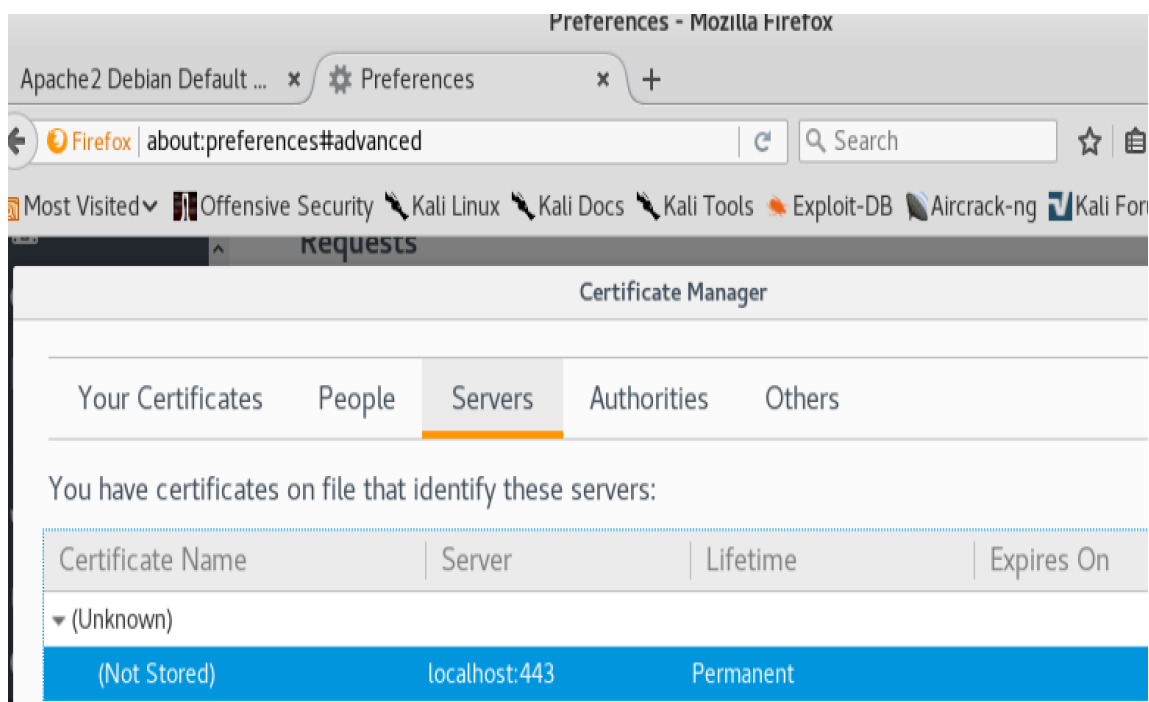 Preferences - Mozilla Firefox
Apache2 Debian Default ... × Preferences × +
Firefox about:preferences#advanced Search
Most Visited Offensive Security Kali Linux Kali Docs Kali Tools Exploit-DB Aircrack-ng Kali For
Requests
Certificate Manager
Your Certificates People Servers Authorities Others
You have certificates on file that identify these servers:
Certificate Name Server Lifetime Expires On
(Unknown)
(Not Stored) localhost:443 Permanent